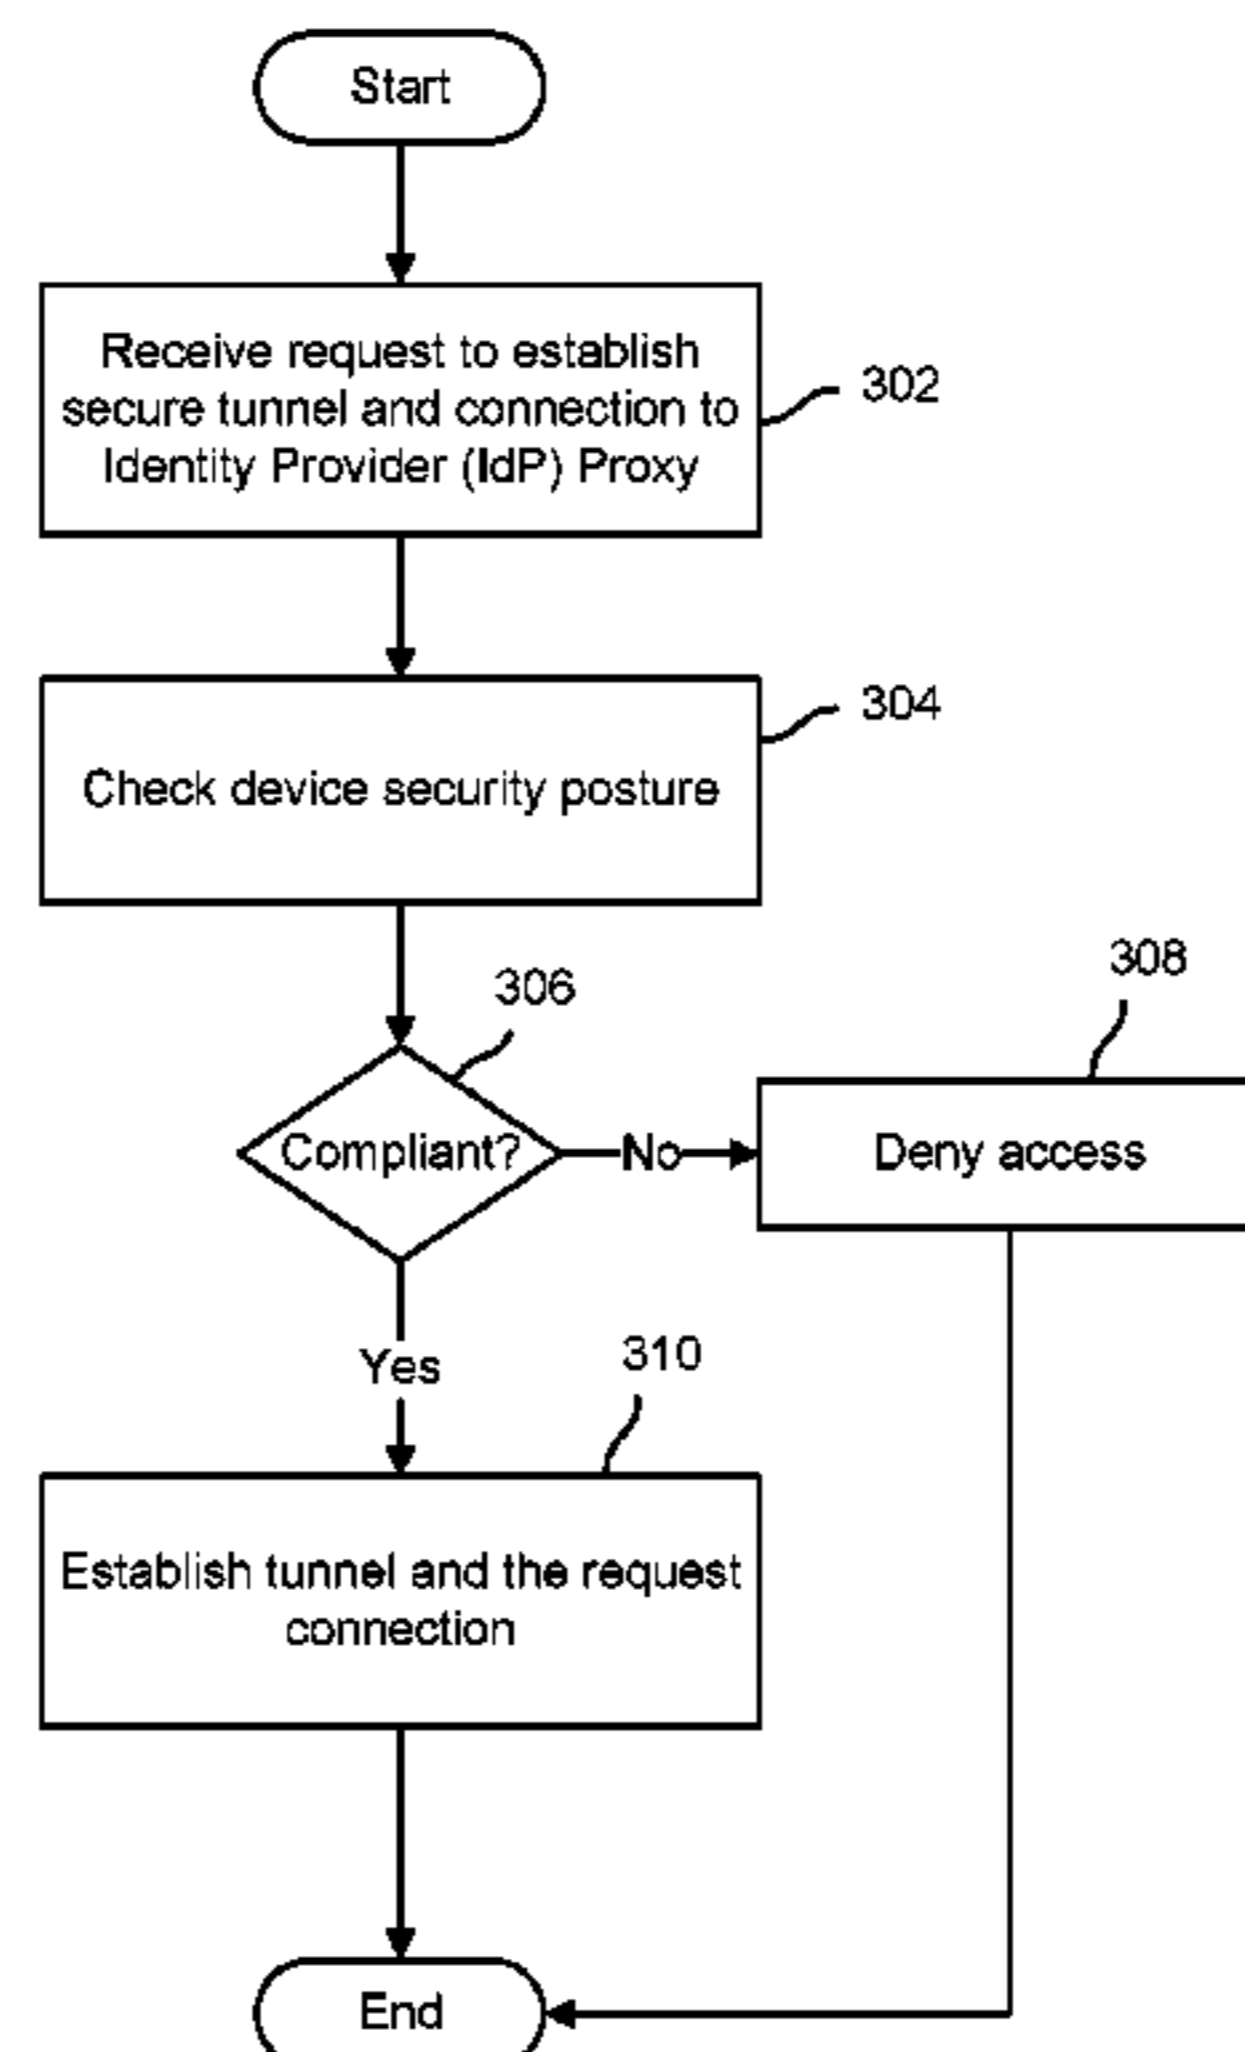 Start
Receive request to establish
secure tunnel and connection to
Identity Provider (IdP) Proxy
302
Check device security posture
304
306
Compliant?
No
308
Deny access
Yes
310
Establish tunnel and the request
connection
End